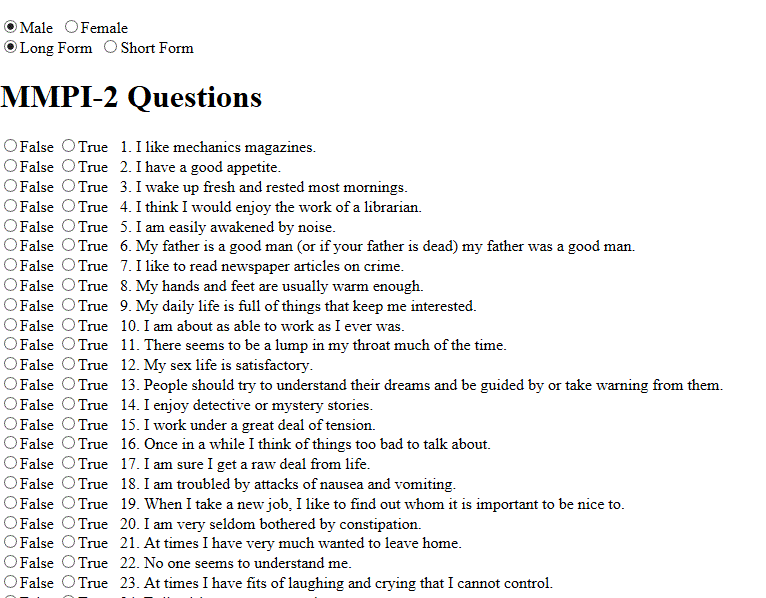 Male Female
Long Form Short Form
MMPI-2 Questions
False True 1. I like mechanics magazines.
False True 2. I have a good appetite.
False True 3. I wake up fresh and rested most mornings.
False True 4. I think I would enjoy the work of a librarian.
False True 5. I am easily awakened by noise.
False True 6. My father is a good man (or if your father is dead) my father was a good man.
False True 7. I like to read newspaper articles on crime.
False True 8. My hands and feet are usually warm enough.
False True 9. My daily life is full of things that keep me interested.
False True 10. I am about as able to work as I ever was.
False True 11. There seems to be a lump in my throat much of the time.
False True 12. My sex life is satisfactory.
False True 13. People should try to understand their dreams and be guided by or take warning from them.
False True 14. I enjoy detective or mystery stories.
False True 15. I work under a great deal of tension.
False True 16. Once in a while I think of things too bad to talk about.
False True 17. I am sure I get a raw deal from life.
False True 18. I am troubled by attacks of nausea and vomiting.
False True 19. When I take a new job, I like to find out whom it is important to be nice to.
False True 20. I am very seldom bothered by constipation.
False True 21. At times I have very much wanted to leave home.
False True 22. No one seems to understand me.
False True 23. At times I have fits of laughing and crying that I cannot control.